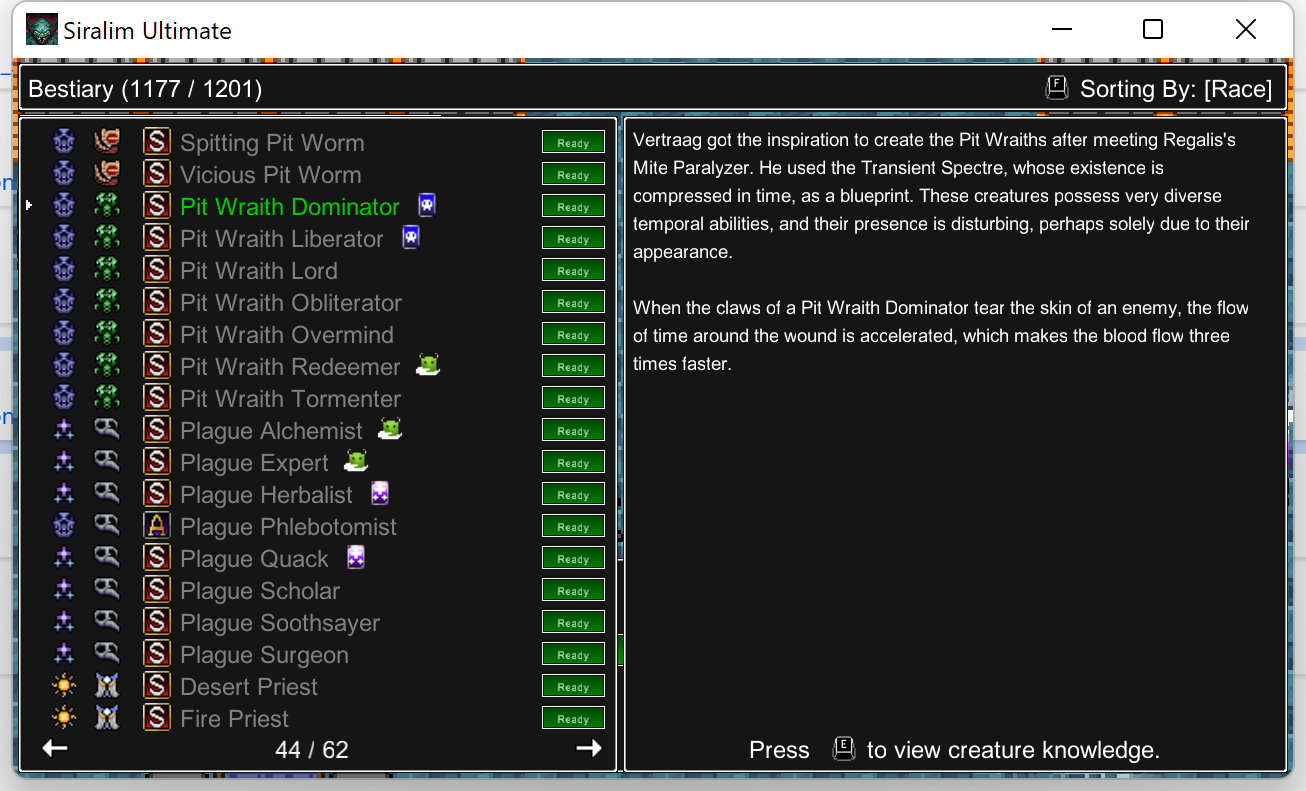 Siralim Ultimate
Bestiary (1177 / 1201)
F Sorting By: [Race]
S Spitting Pit Worm Ready
S Vicious Pit Worm Ready
S Pit Wraith Dominator Ready
S Pit Wraith Liberator Ready
S Pit Wraith Lord Ready
S Pit Wraith Obliterator Ready
S Pit Wraith Overmind Ready
S Pit Wraith Redeemer Ready
S Pit Wraith Tormenter Ready
S Plague Alchemist Ready
S Plague Expert Ready
S Plague Herbalist Ready
A Plague Phlebotomist Ready
S Plague Quack Ready
S Plague Scholar Ready
S Plague Soothsayer Ready
S Plague Surgeon Ready
S Desert Priest Ready
S Fire Priest Ready
44 / 62
Vertraag got the inspiration to create the Pit Wraiths after meeting Regalis's
Mite Paralyzer. He used the Transient Spectre, whose existence is
compressed in time, as a blueprint. These creatures possess very diverse
temporal abilities, and their presence is disturbing, perhaps solely due to their
appearance.
When the claws of a Pit Wraith Dominator tear the skin of an enemy, the flow
of time around the wound is accelerated, which makes the blood flow three
times faster.
Press E to view creature knowledge.